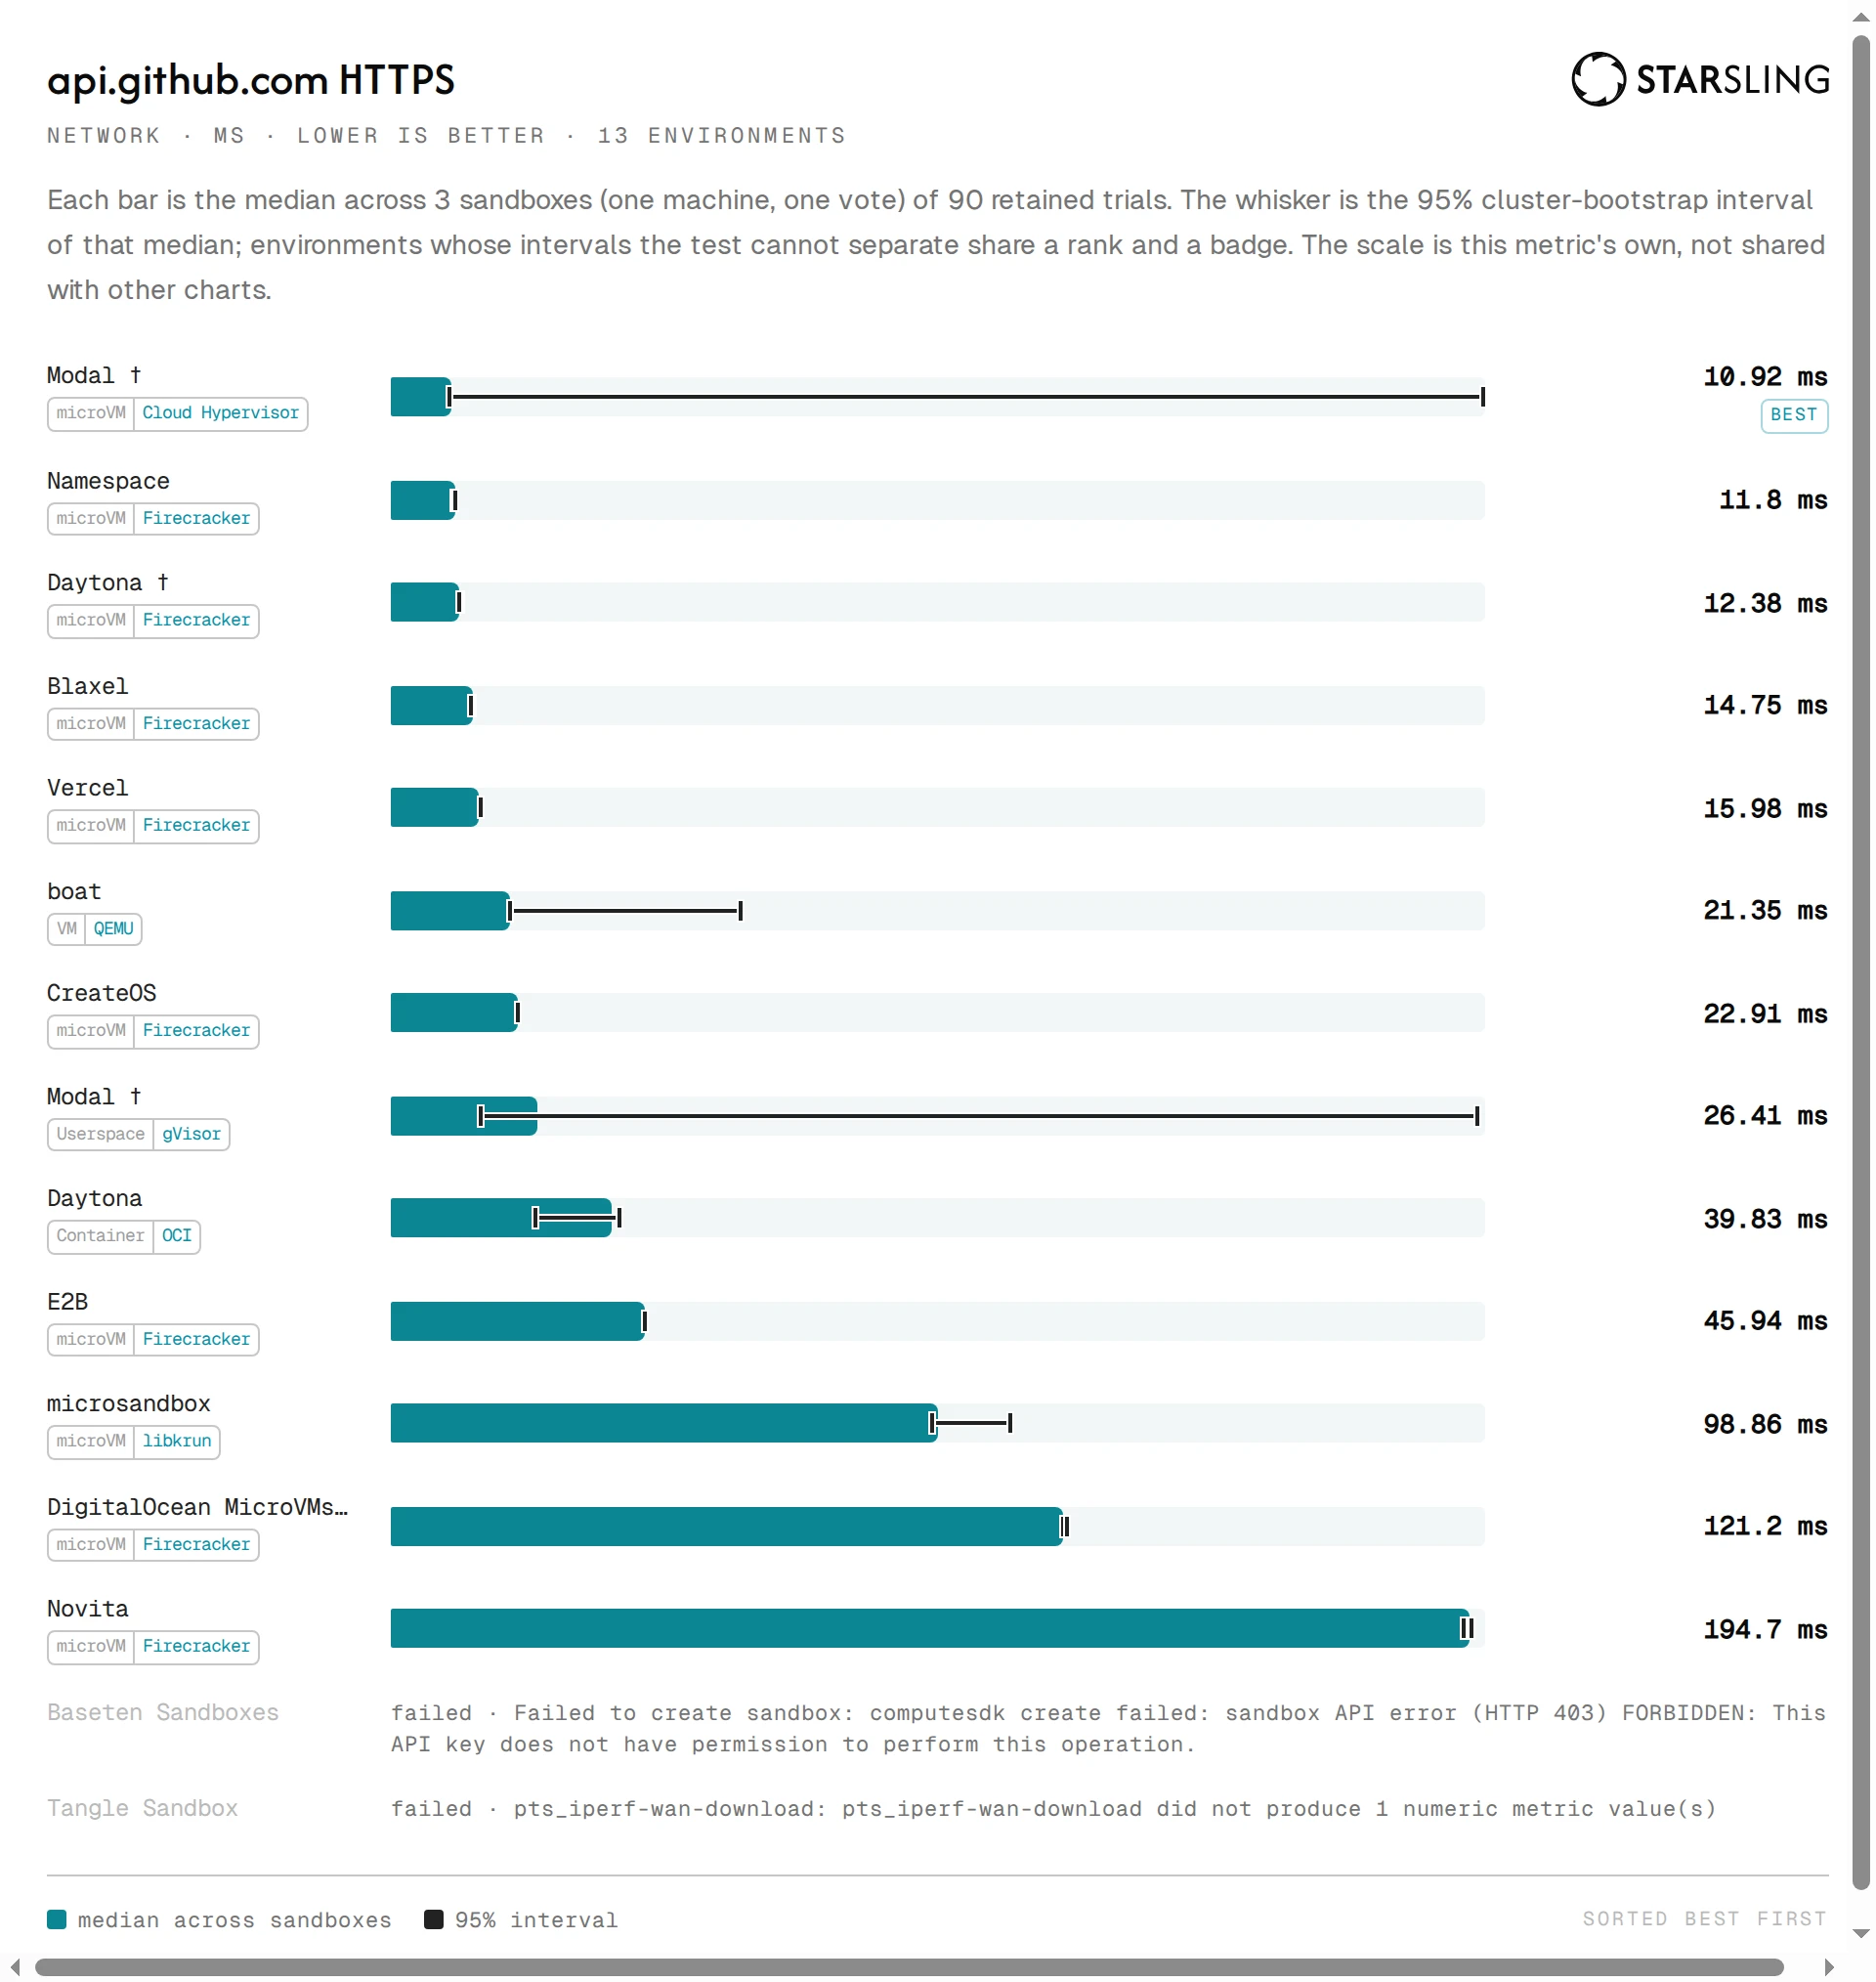 api.github.com HTTPS
STARSLING
NETWORK · MS · LOWER IS BETTER · 13 ENVIRONMENTS
Each bar is the median across 3 sandboxes (one machine, one vote) of 90 retained trials. The whisker is the 95% cluster-bootstrap interval
of that median; environments whose intervals the test cannot separate share a rank and a badge. The scale is this metric's own, not shared
with other charts.
Modal †
microVM Cloud Hypervisor
10.92 ms
BEST
Namespace
microVM Firecracker
11.8 ms
Daytona †
microVM Firecracker
12.38 ms
Blaxel
microVM Firecracker
14.75 ms
Vercel
microVM Firecracker
15.98 ms
boat
VM QEMU
21.35 ms
CreateOS
microVM Firecracker
22.91 ms
Modal †
Userspace gVisor
26.41 ms
Daytona
Container OCI
39.83 ms
E2B
microVM Firecracker
45.94 ms
microsandbox
microVM libkrun
98.86 ms
DigitalOcean MicroVMs…
microVM Firecracker
121.2 ms
Novita
microVM Firecracker
194.7 ms
Baseten Sandboxes
failed · Failed to create sandbox: computesdk create failed: sandbox API error (HTTP 403) FORBIDDEN: This
API key does not have permission to perform this operation.
Tangle Sandbox
failed · pts_iperf-wan-download: pts_iperf-wan-download did not produce 1 numeric metric value(s)
median across sandboxes
95% interval
SORTED BEST FIRST